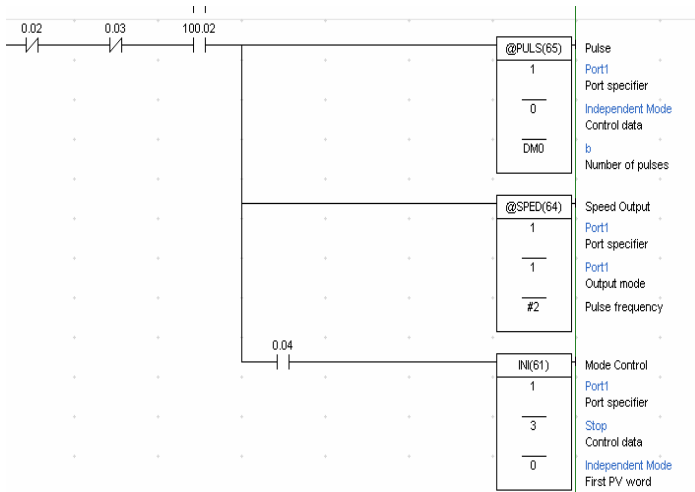 0.02 0.03 100.02
@PULS(65) Pulse
1 Port1
Port specifier
0 Independent Mode
Control data
DM0 b
Number of pulses
@SPED(64) Speed Output
1 Port1
Port specifier
1 Port1
Output mode
#2 Pulse frequency
0.04
INI(61) Mode Control
1 Port1
Port specifier
3 Stop
Control data
0 Independent Mode
First PV word